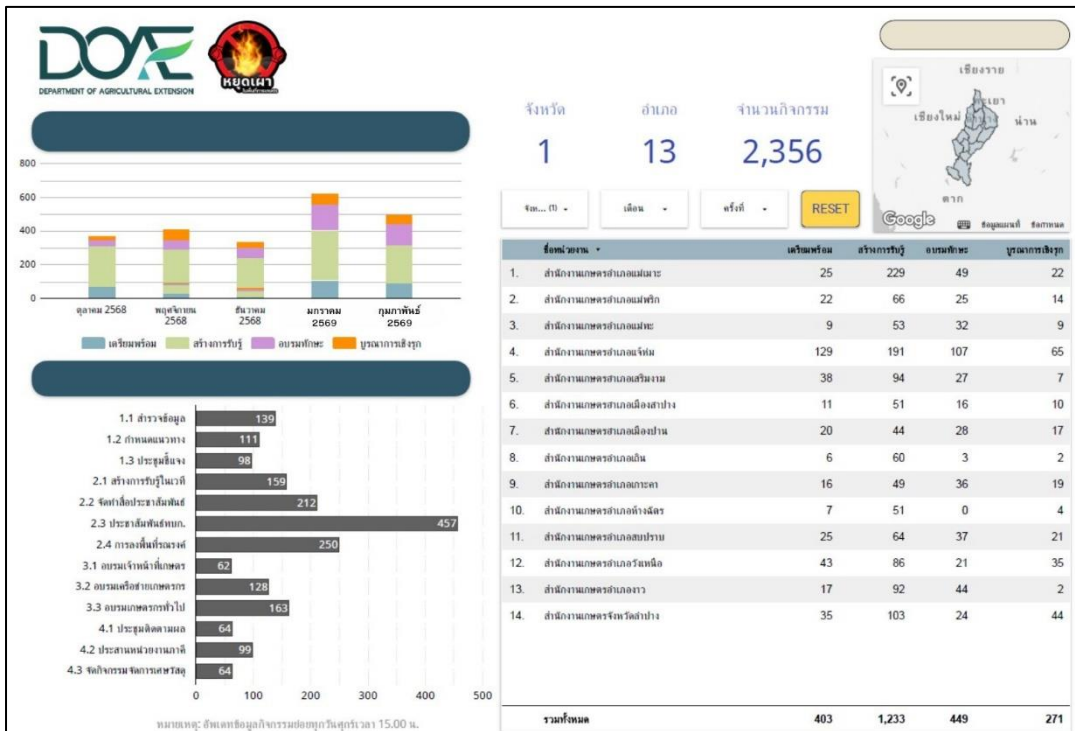 DOAE
DEPARTMENT OF AGRICULTURAL EXTENSION
หยุดเผา
800
600
400
200
0
ตุลาคม 2568
พฤศจิกายน 2568
ธันวาคม 2568
มกราคม 2569
กุมภาพันธ์ 2569
เตรียมพร้อม
สร้างการรับรู้
อบรมทักษะ
บูรณาการเชิงรุก
1.1 สำรวจข้อมูล 139
1.2 กำหนดแนวทาง 111
1.3 ประชุมชี้แจง 98
2.1 สร้างการรับรู้ในเวที 159
2.2 จัดทำสื่อประชาสัมพันธ์ 212
2.3 ประชาสัมพันธ์ทบก. 457
2.4 การลงพื้นที่รณรงค์ 250
3.1 อบรมเจ้าหน้าที่เกษตร 62
3.2 อบรมเครือข่ายเกษตรกร 128
3.3 อบรมเกษตรกรทั่วไป 163
4.1 ประชุมติดตามผล 64
4.2 ประสานหน่วยงานภาคี 99
4.3 จัดกิจกรรมจัดการเศษวัสดุ 64
0 100 200 300 400 500
หมายเหตุ: อัพเดทข้อมูลกิจกรรมย่อยทุกวันศุกร์เวลา 15.00 น.
จังหวัด อำเภอ จำนวนกิจกรรม
1 13 2,356
จังห... (1) เดือน ครั้งที่ RESET
เชียงราย
พะเยา
เชียงใหม่ ลำปาง น่าน
ตาก
Google ข้อมูลแผนที่ ข้อกำหนด
ชื่อหน่วยงาน เตรียมพร้อม สร้างการรับรู้ อบรมทักษะ บูรณาการเชิงรุก
1. สำนักงานเกษตรอำเภอแม่เมาะ 25 229 49 22
2. สำนักงานเกษตรอำเภอแม่พริก 22 66 25 14
3. สำนักงานเกษตรอำเภอแม่ทะ 9 53 32 9
4. สำนักงานเกษตรอำเภอแจ้ห่ม 129 191 107 65
5. สำนักงานเกษตรอำเภอเสริมงาม 38 94 27 7
6. สำนักงานเกษตรอำเภอเมืองลำปาง 11 51 16 10
7. สำนักงานเกษตรอำเภอเมืองปาน 20 44 28 17
8. สำนักงานเกษตรอำเภอเถิน 6 60 3 2
9. สำนักงานเกษตรอำเภอเกาะคา 16 49 36 19
10. สำนักงานเกษตรอำเภอห้างฉัตร 7 51 0 4
11. สำนักงานเกษตรอำเภอสบปราบ 25 64 37 21
12. สำนักงานเกษตรอำเภอวังเหนือ 43 86 21 35
13. สำนักงานเกษตรอำเภองาว 17 92 44 2
14. สำนักงานเกษตรจังหวัดลำปาง 35 103 24 44
รวมทั้งหมด 403 1,233 449 271